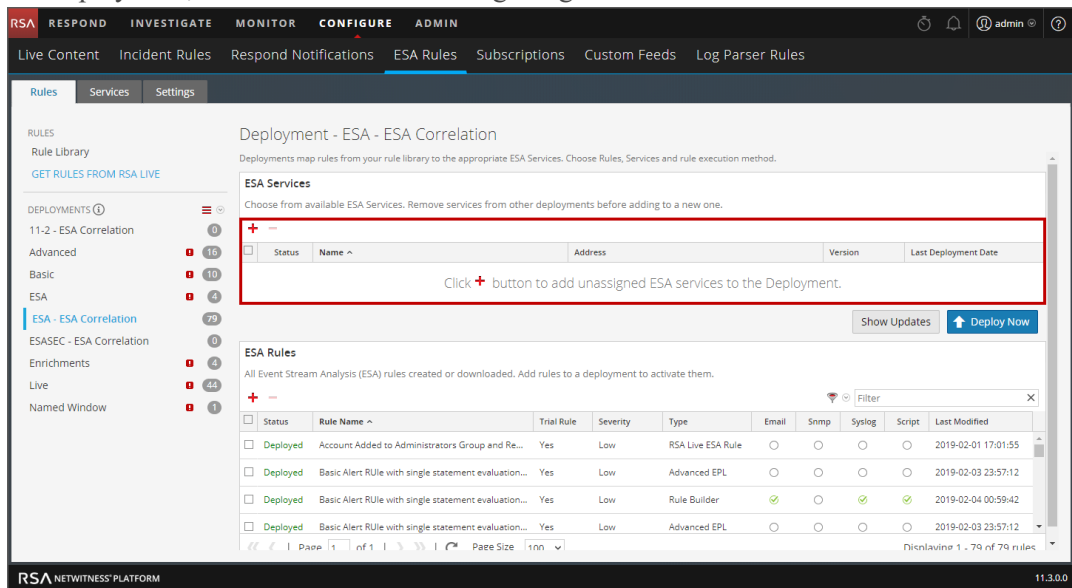 RSA RESPOND INVESTIGATE MONITOR CONFIGURE ADMIN admin
Live Content Incident Rules Respond Notifications ESA Rules Subscriptions Custom Feeds Log Parser Rules
Rules Services Settings
RULES
Rule Library
GET RULES FROM RSA LIVE
DEPLOYMENTS
11-2 - ESA Correlation 0
Advanced 16
Basic 10
ESA 4
ESA - ESA Correlation 79
ESASEC - ESA Correlation 0
Enrichments 4
Live 44
Named Window 1
Deployment - ESA - ESA Correlation
Deployments map rules from your rule library to the appropriate ESA Services. Choose Rules, Services and rule execution method.
ESA Services
Choose from available ESA Services. Remove services from other deployments before adding to a new one.
Status Name Address Version Last Deployment Date
Click + button to add unassigned ESA services to the Deployment.
Show Updates Deploy Now
ESA Rules
All Event Stream Analysis (ESA) rules created or downloaded. Add rules to a deployment to activate them.
Filter
Status Rule Name Trial Rule Severity Type Email Snmp Syslog Script Last Modified
Deployed Account Added to Administrators Group and Re... Yes Low RSA Live ESA Rule 2019-02-01 17:01:55
Deployed Basic Alert RUle with single statement evaluation... Yes Low Advanced EPL 2019-02-03 23:57:12
Deployed Basic Alert RUle with single statement evaluation... Yes Low Rule Builder 2019-02-04 00:59:42
Deployed Basic Alert RUle with single statement evaluation... Yes Low Advanced EPL 2019-02-03 23:57:12
Page 1 of 1 Page Size 100 Displaying 1 - 79 of 79 rules
RSA NETWITNESS PLATFORM 11.3.0.0